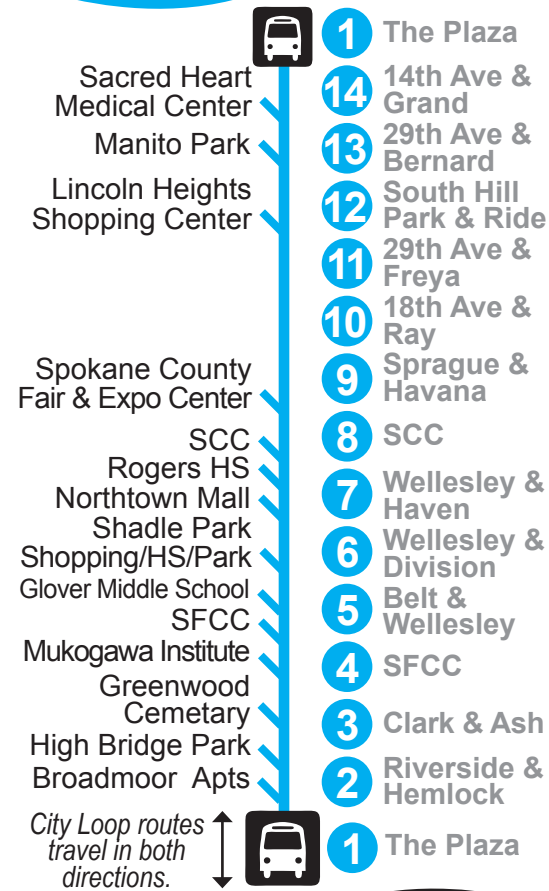 1 The Plaza
Sacred Heart
Medical Center
14 14th Ave &
Grand
Manito Park
13 29th Ave &
Bernard
Lincoln Heights
Shopping Center
12 South Hill
Park & Ride
11 29th Ave &
Freya
10 18th Ave &
Ray
Spokane County
Fair & Expo Center
9 Sprague &
Havana
SCC
8 SCC
Rogers HS
Northtown Mall
7 Wellesley &
Haven
Shadle Park
Shopping/HS/Park
6 Wellesley &
Division
Glover Middle School
SFCC
5 Belt &
Wellesley
Mukogawa Institute
4 SFCC
Greenwood
Cemetary
3 Clark & Ash
High Bridge Park
Broadmoor Apts
2 Riverside &
Hemlock
City Loop routes
travel in both
directions.
1 The Plaza